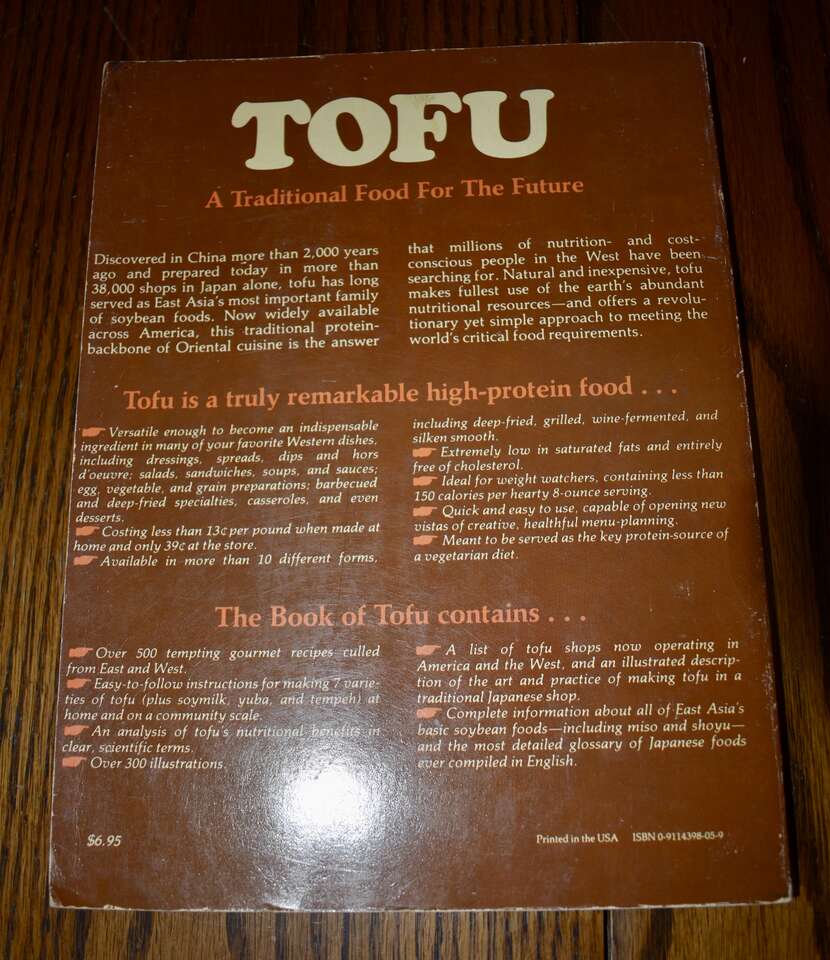 TOFU
A Traditional Food For The Future
Discovered in China more than 2,000 years
ago and prepared today in more than
38,000 shops in Japan alone, tofu has long
served as East Asia's most important family
of soybean foods. Now widely available
across America, this traditional protein-
backbone of Oriental cuisine is the answer
that millions of nutrition- and cost-
conscious people in the West have been
searching for. Natural and inexpensive, tofu
makes fullest use of the earth's abundant
nutritional resources—and offers a revolu-
tionary yet simple approach to meeting the
world's critical food requirements.
Tofu is a truly remarkable high-protein food . . .
Versatile enough to become an indispensable
ingredient in many of your favorite Western dishes,
including dressings, spreads, dips and hors
d'oeuvre; salads, sandwiches, soups, and sauces;
egg, vegetable, and grain preparations; barbecued
and deep-fried specialties, casseroles, and even
desserts.
Costing less than 13¢ per pound when made at
home and only 39¢ at the store.
Available in more than 10 different forms,
including deep-fried, grilled, wine-fermented, and
silken smooth.
Extremely low in saturated fats and entirely
free of cholesterol.
Ideal for weight watchers, containing less than
150 calories per hearty 8-ounce serving.
Quick and easy to use, capable of opening new
vistas of creative, healthful menu-planning.
Meant to be served as the key protein-source of
a vegetarian diet.
The Book of Tofu contains . . .
Over 500 tempting gourmet recipes culled
from East and West.
Easy-to-follow instructions for making 7 varie-
ties of tofu (plus soymilk, yuba, and tempeh) at
home and on a community scale.
An analysis of tofu's nutritional benefits in
clear, scientific terms.
Over 300 illustrations.
A list of tofu shops now operating in
America and the West, and an illustrated descrip-
tion of the art and practice of making tofu in a
traditional Japanese shop.
Complete information about all of East Asia's
basic soybean foods—including miso and shoyu—
and the most detailed glossary of Japanese foods
ever compiled in English.
$6.95
Printed in the USA ISBN 0-9114398-05-9